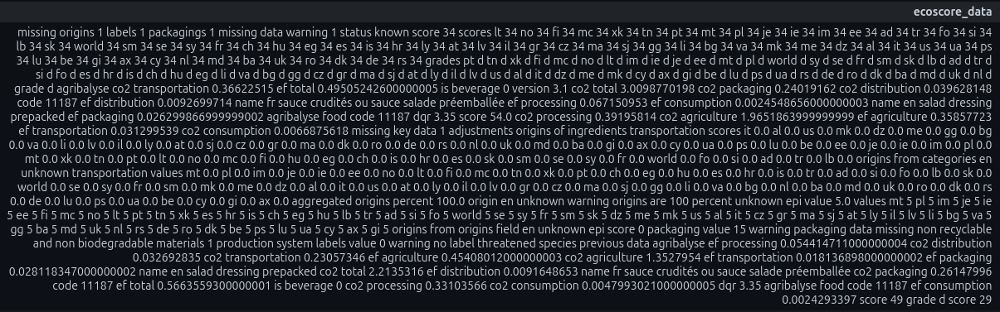 ecoscore_data
missing origins 1 labels 1 packagings 1 missing data warning 1 status known score 34 scores lt 34 no 34 fi 34 mc 34 xk 34 tn 34 pt 34 mt 34 pl 34 je 34 ie 34 im 34 ee 34 ad 34 tr 34 fo 34 si 34
lb 34 sk 34 world 34 sm 34 se 34 sy 34 fr 34 ch 34 hu 34 eg 34 es 34 is 34 hr 34 ly 34 at 34 lv 34 il 34 gr 34 cz 34 ma 34 sj 34 gg 34 li 34 bg 34 va 34 mk 34 me 34 dz 34 al 34 it 34 us 34 ua 34 ps
34 lu 34 be 34 gi 34 ax 34 cy 34 nl 34 md 34 ba 34 uk 34 ro 34 dk 34 de 34 rs 34 grades pt d tn d xk d fi d mc d no d lt d im d ie d je d ee d mt d pl d world d sy d se d fr d sm d sk d lb d ad d tr d
si d fo d es d hr d is d ch d hu d eg d li d va d bg d gg d cz d gr d ma d sj d at d ly d il d lv d us d al d it d dz d me d mk d cy d ax d gi d be d lu d ps d ua d rs d de d ro d dk d ba d md d uk d nl d
grade d agribalyse co2 transportation 0.36622515 ef total 0.49505242600000005 is beverage 0 version 3.1 co2 total 3.0098770198 co2 packaging 0.24019162 co2 distribution 0.039628148
code 11187 ef distribution 0.0092699714 name fr sauce crudités ou sauce salade préemballée ef processing 0.067150953 ef consumption 0.0024548656000000003 name en salad dressing
prepacked ef packaging 0.026299866999999002 agribalyse food code 11187 dqr 3.35 score 54.0 co2 processing 0.39195814 co2 agriculture 1.9651863999999999 ef agriculture 0.35857723
ef transportation 0.031299539 co2 consumption 0.0066875618 missing key data 1 adjustments origins of ingredients transportation scores it 0.0 al 0.0 us 0.0 mk 0.0 dz 0.0 me 0.0 gg 0.0 bg
0.0 va 0.0 li 0.0 lv 0.0 il 0.0 ly 0.0 at 0.0 sj 0.0 cz 0.0 gr 0.0 ma 0.0 dk 0.0 ro 0.0 de 0.0 rs 0.0 nl 0.0 uk 0.0 md 0.0 ba 0.0 gi 0.0 ax 0.0 cy 0.0 ua 0.0 ps 0.0 lu 0.0 be 0.0 ee 0.0 je 0.0 ie 0.0 im 0.0 pl 0.0
mt 0.0 xk 0.0 tn 0.0 pt 0.0 lt 0.0 no 0.0 mc 0.0 fi 0.0 hu 0.0 eg 0.0 ch 0.0 is 0.0 hr 0.0 es 0.0 sk 0.0 sm 0.0 se 0.0 sy 0.0 fr 0.0 world 0.0 fo 0.0 si 0.0 ad 0.0 tr 0.0 lb 0.0 origins from categories en
unknown transportation values mt 0.0 pl 0.0 im 0.0 je 0.0 ie 0.0 ee 0.0 no 0.0 lt 0.0 fi 0.0 mc 0.0 tn 0.0 xk 0.0 pt 0.0 ch 0.0 eg 0.0 hu 0.0 es 0.0 hr 0.0 is 0.0 tr 0.0 ad 0.0 si 0.0 fo 0.0 lb 0.0 sk 0.0
world 0.0 se 0.0 sy 0.0 fr 0.0 sm 0.0 mk 0.0 me 0.0 dz 0.0 al 0.0 it 0.0 us 0.0 at 0.0 ly 0.0 il 0.0 lv 0.0 gr 0.0 cz 0.0 ma 0.0 sj 0.0 gg 0.0 li 0.0 va 0.0 bg 0.0 nl 0.0 ba 0.0 md 0.0 uk 0.0 ro 0.0 dk 0.0 rs
0.0 de 0.0 lu 0.0 ps 0.0 ua 0.0 be 0.0 cy 0.0 gi 0.0 ax 0.0 aggregated origins percent 100.0 origin en unknown warning origins are 100 percent unknown epi value 5.0 values mt 5 pl 5 im 5 je 5 ie
5 ee 5 fi 5 mc 5 no 5 lt 5 pt 5 tn 5 xk 5 es 5 hr 5 is 5 ch 5 eg 5 hu 5 lb 5 tr 5 ad 5 si 5 fo 5 world 5 se 5 sy 5 fr 5 sm 5 sk 5 dz 5 me 5 mk 5 us 5 al 5 it 5 cz 5 gr 5 ma 5 sj 5 at 5 ly 5 il 5 lv 5 li 5 bg 5 va 5
gg 5 ba 5 md 5 uk 5 nl 5 rs 5 de 5 ro 5 dk 5 be 5 ps 5 lu 5 ua 5 cy 5 ax 5 gi 5 origins from origins field en unknown epi score 0 packaging value 15 warning packaging data missing non recyclable
and non biodegradable materials 1 production system labels value 0 warning no label threatened species previous data agribalyse ef processing 0.054414711000000004 co2 distribution
0.032692835 co2 transportation 0.23057346 ef agriculture 0.45408012000000003 co2 agriculture 1.3527954 ef transportation 0.018136898000000002 ef packaging
0.028118347000000002 name en salad dressing prepacked co2 total 2.2135316 ef distribution 0.0091648653 name fr sauce crudités ou sauce salade préemballée co2 packaging 0.26147996
code 11187 ef total 0.5663559300000001 is beverage 0 co2 processing 0.33103566 co2 consumption 0.0047993021000000005 dqr 3.35 agribalyse food code 11187 ef consumption
0.0024293397 score 49 grade d score 29